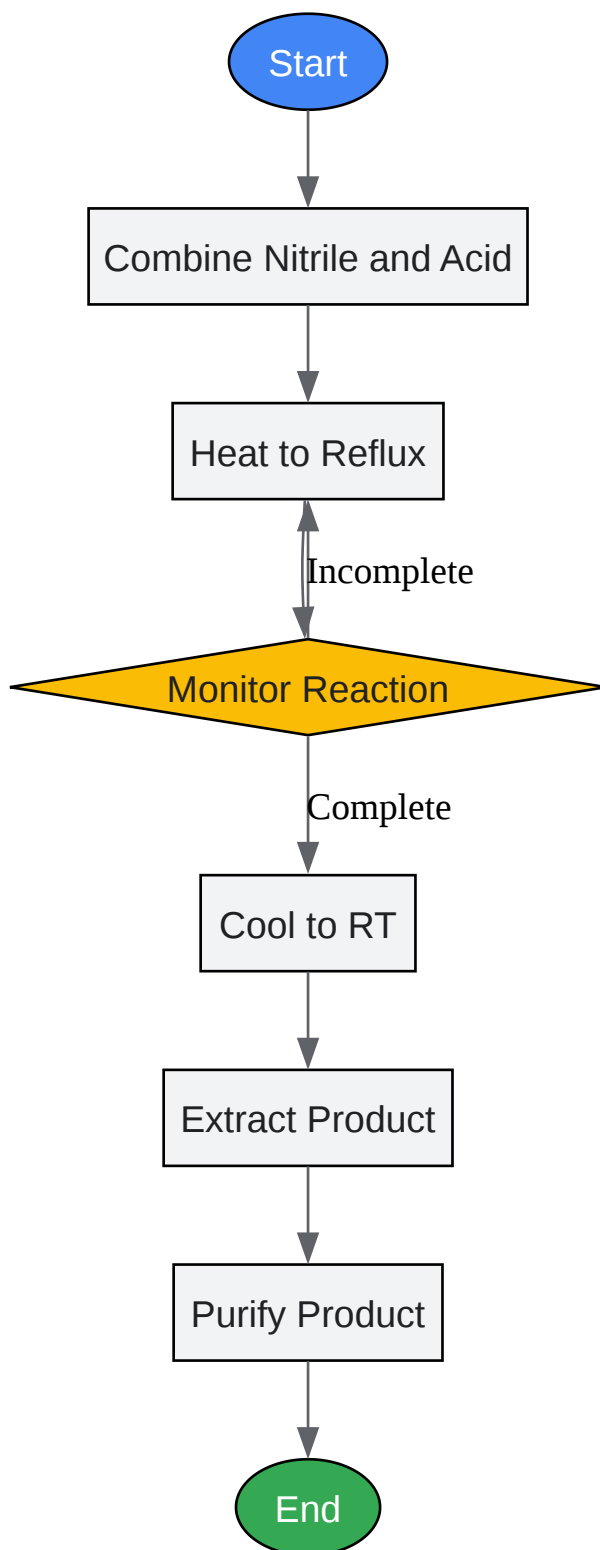 Start
Combine Nitrile and Acid
Heat to Reflux
Incomplete
Monitor Reaction
Complete
Cool to RT
Extract Product
Purify Product
End